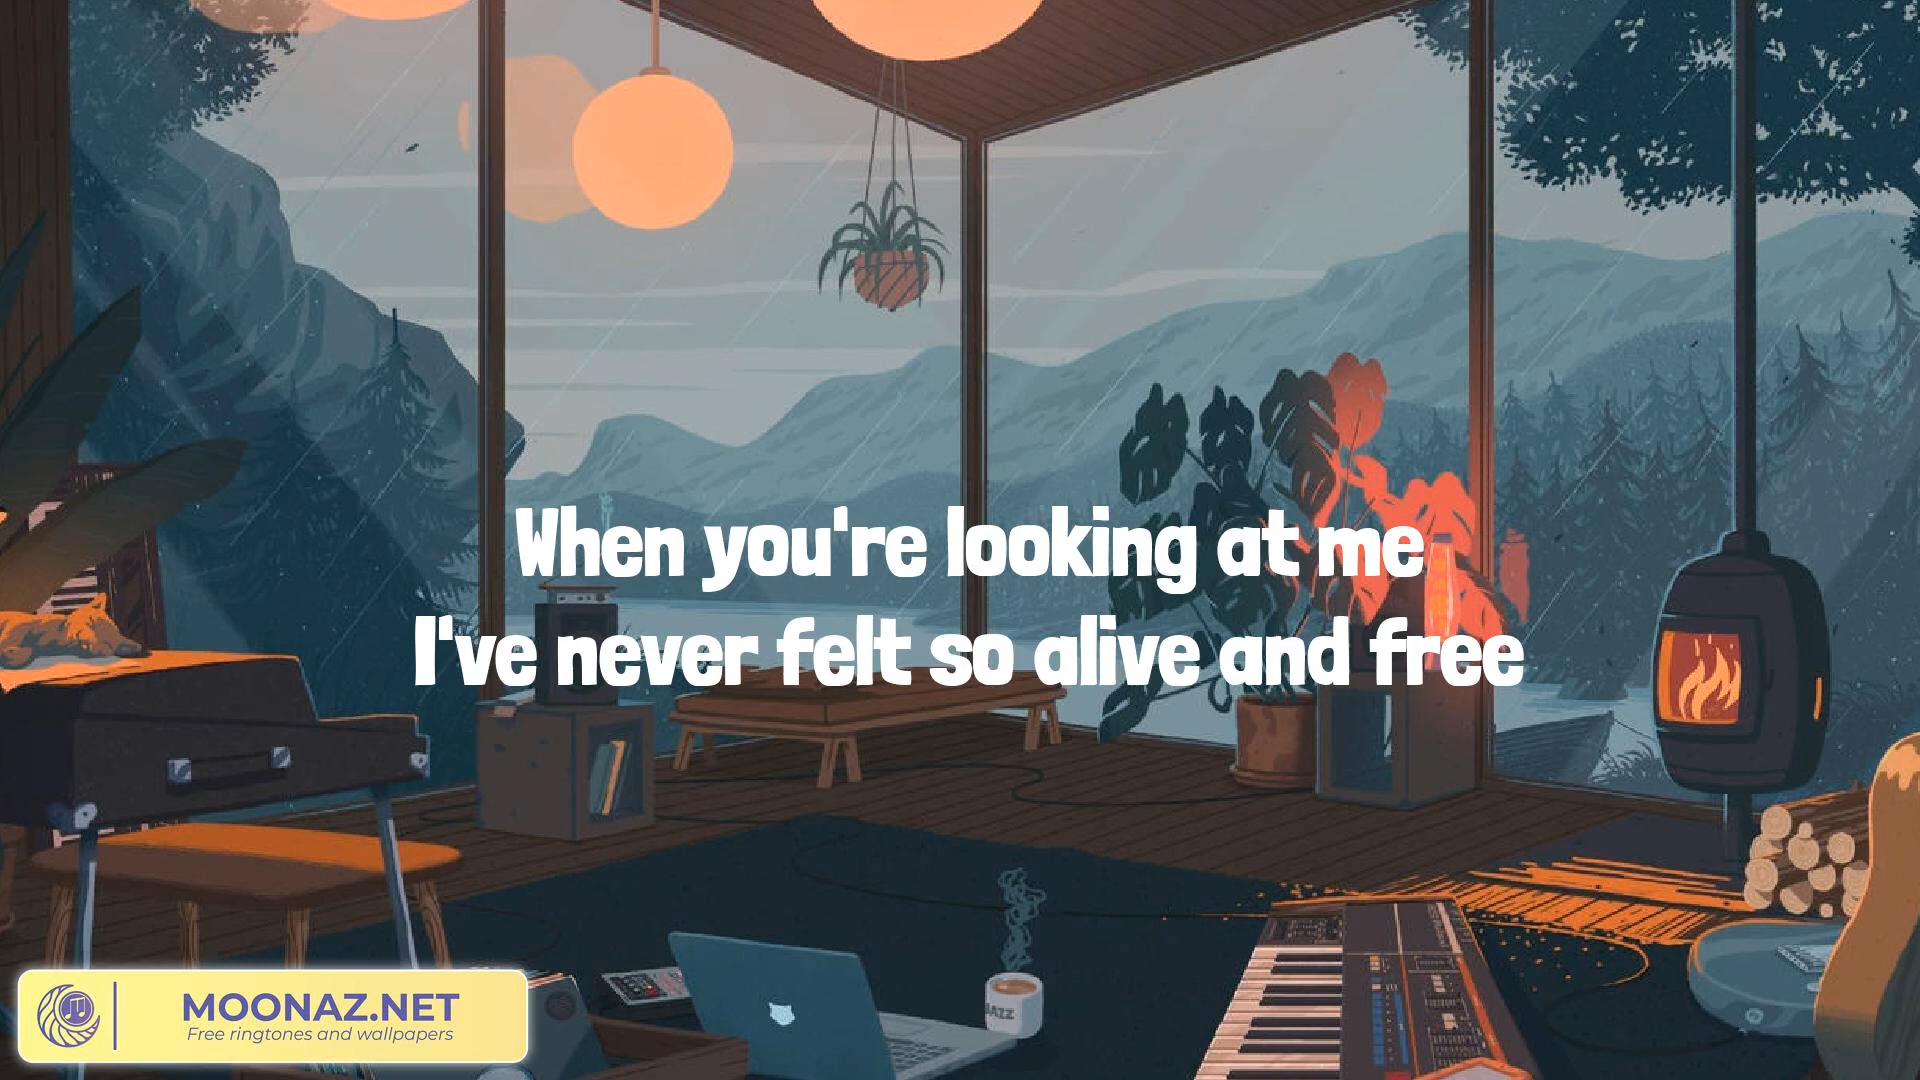 When you're looking at me
I've never felt so alive and free
JAZZ
MOONAZ.NET
Free ringtones and wallpapers